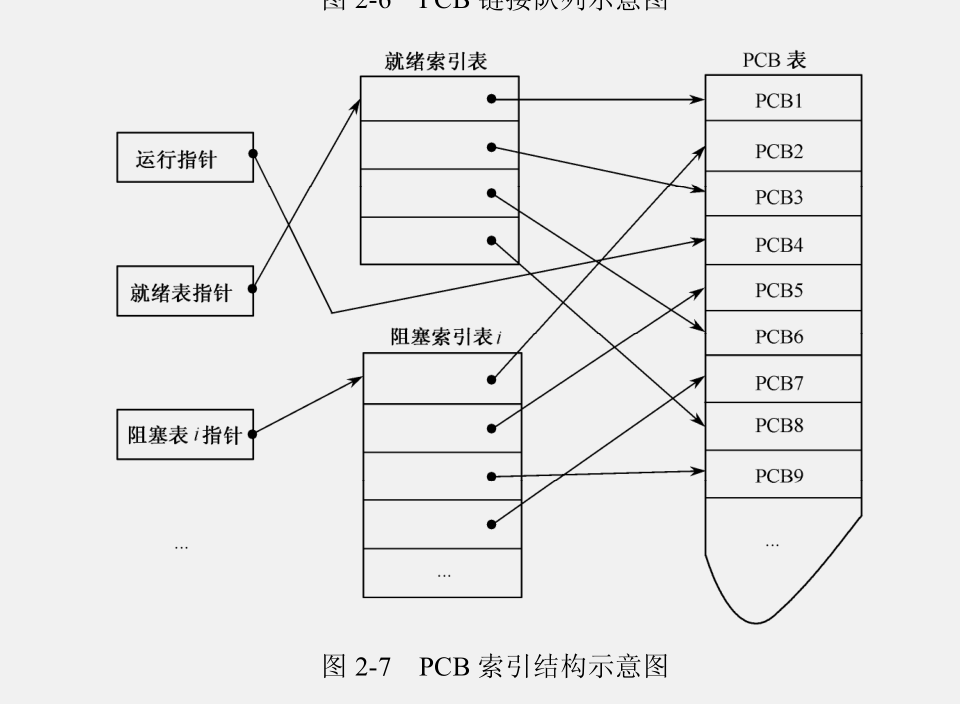 图 2-6 PCB 链接队列示意图
就绪索引表
PCB 表
运行指针
就绪表指针
阻塞表 i 指针
...
阻塞索引表 i
...
PCB1
PCB2
PCB3
PCB4
PCB5
PCB6
PCB7
PCB8
PCB9
...
图 2-7 PCB 索引结构示意图